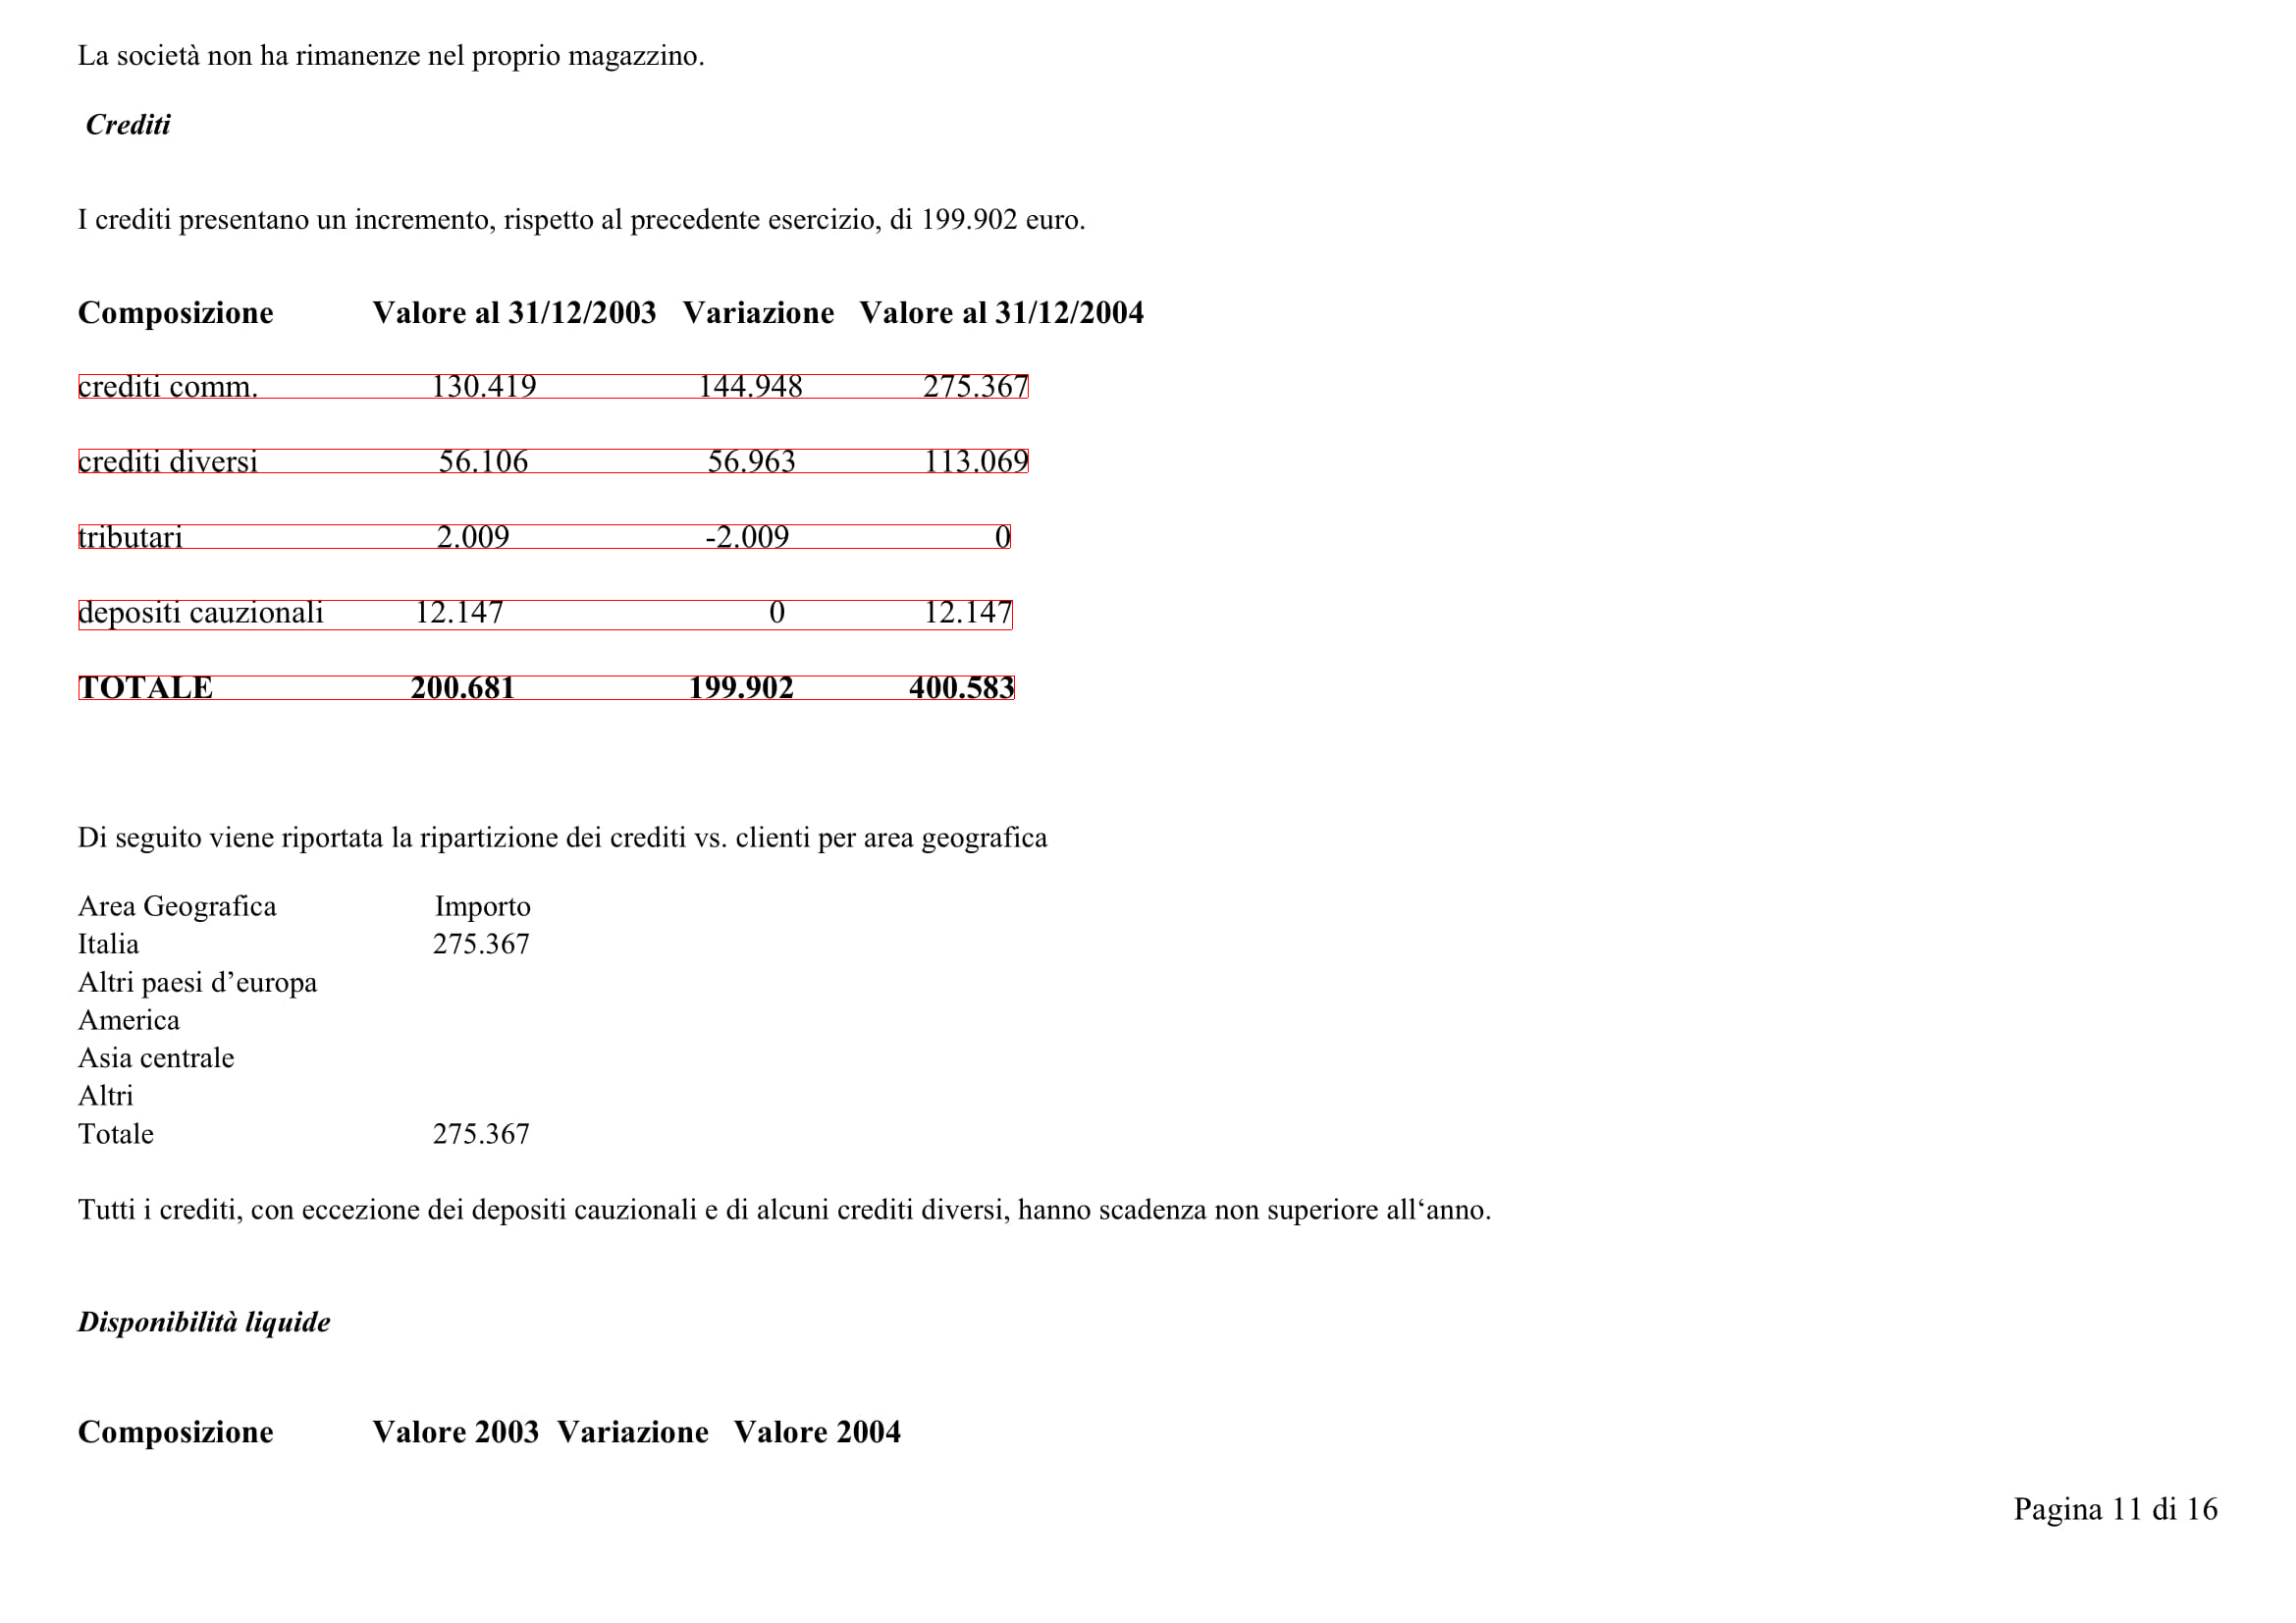 La società non ha rimanenze nel proprio magazzino.
Crediti
I crediti presentano un incremento, rispetto al precedente esercizio, di 199.902 euro.
Composizione Valore al 31/12/2003 Variazione Valore al 31/12/2004
crediti comm. 130.419 144.948 275.367
crediti diversi 56.106 56.963 113.069
tributari 2.009 -2.009 0
depositi cauzionali 12.147 0 12.147
TOTALE 200.681 199.902 400.583
Di seguito viene riportata la ripartizione dei crediti vs. clienti per area geografica
Area Geografica Importo
Italia 275.367
Altri paesi d’europa
America
Asia centrale
Altri
Totale 275.367
Tutti i crediti, con eccezione dei depositi cauzionali e di alcuni crediti diversi, hanno scadenza non superiore all‘anno.
Disponibilità liquide
Composizione Valore 2003 Variazione Valore 2004
Pagina 11 di 16